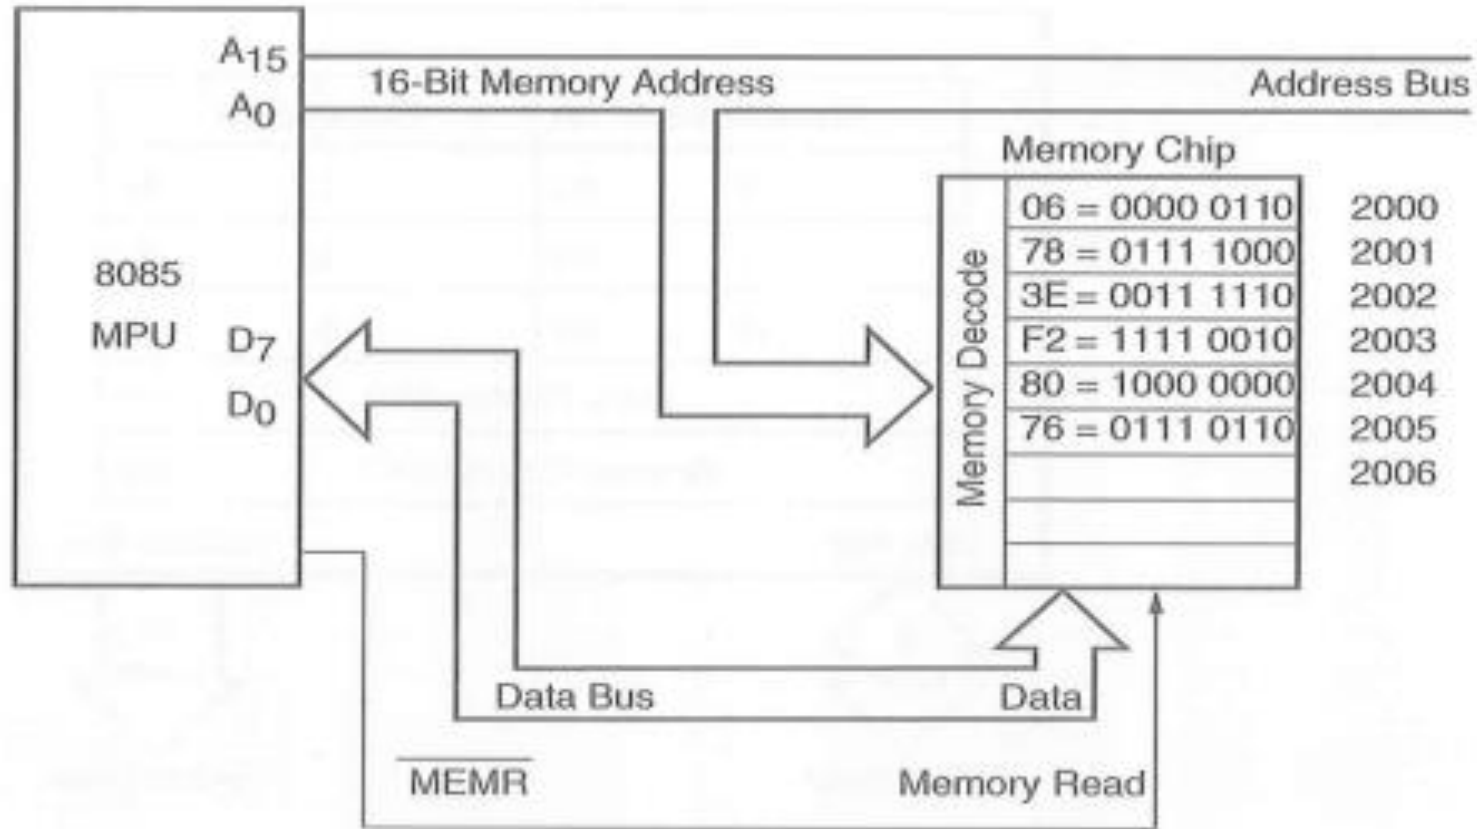 A15
16-Bit Memory Address Address Bus
A0
Memory Chip
06 = 0000 0110 2000
78 = 0111 1000 2001
3E = 0011 1110 2002
F2 = 1111 0010 2003
80 = 1000 0000 2004
76 = 0111 0110 2005
2006
Memory Decode
8085
MPU
D7
D0
Data Bus
Data
MEMR
Memory Read